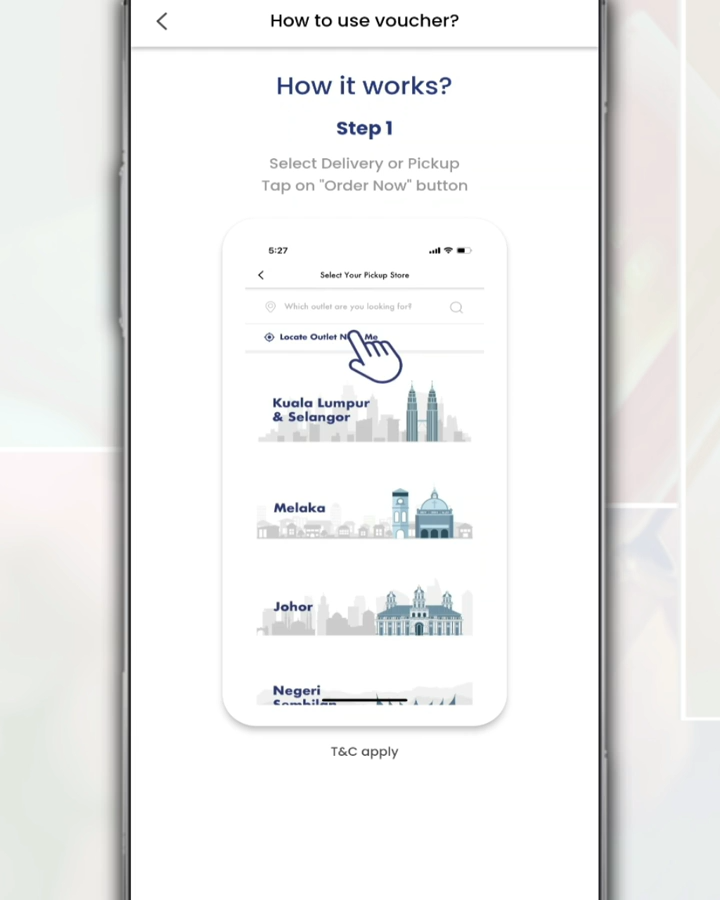 How to use voucher?
How it works?
Step 1
Select Delivery or Pickup
Tap on "Order Now" button
5:27
Select Your Pickup Store
Which outlet are you looking for?
Locate Outlet N Me
Kuala Lumpur
& Selangor
Melaka
Johor
Negeri
Sembilan
T&C apply